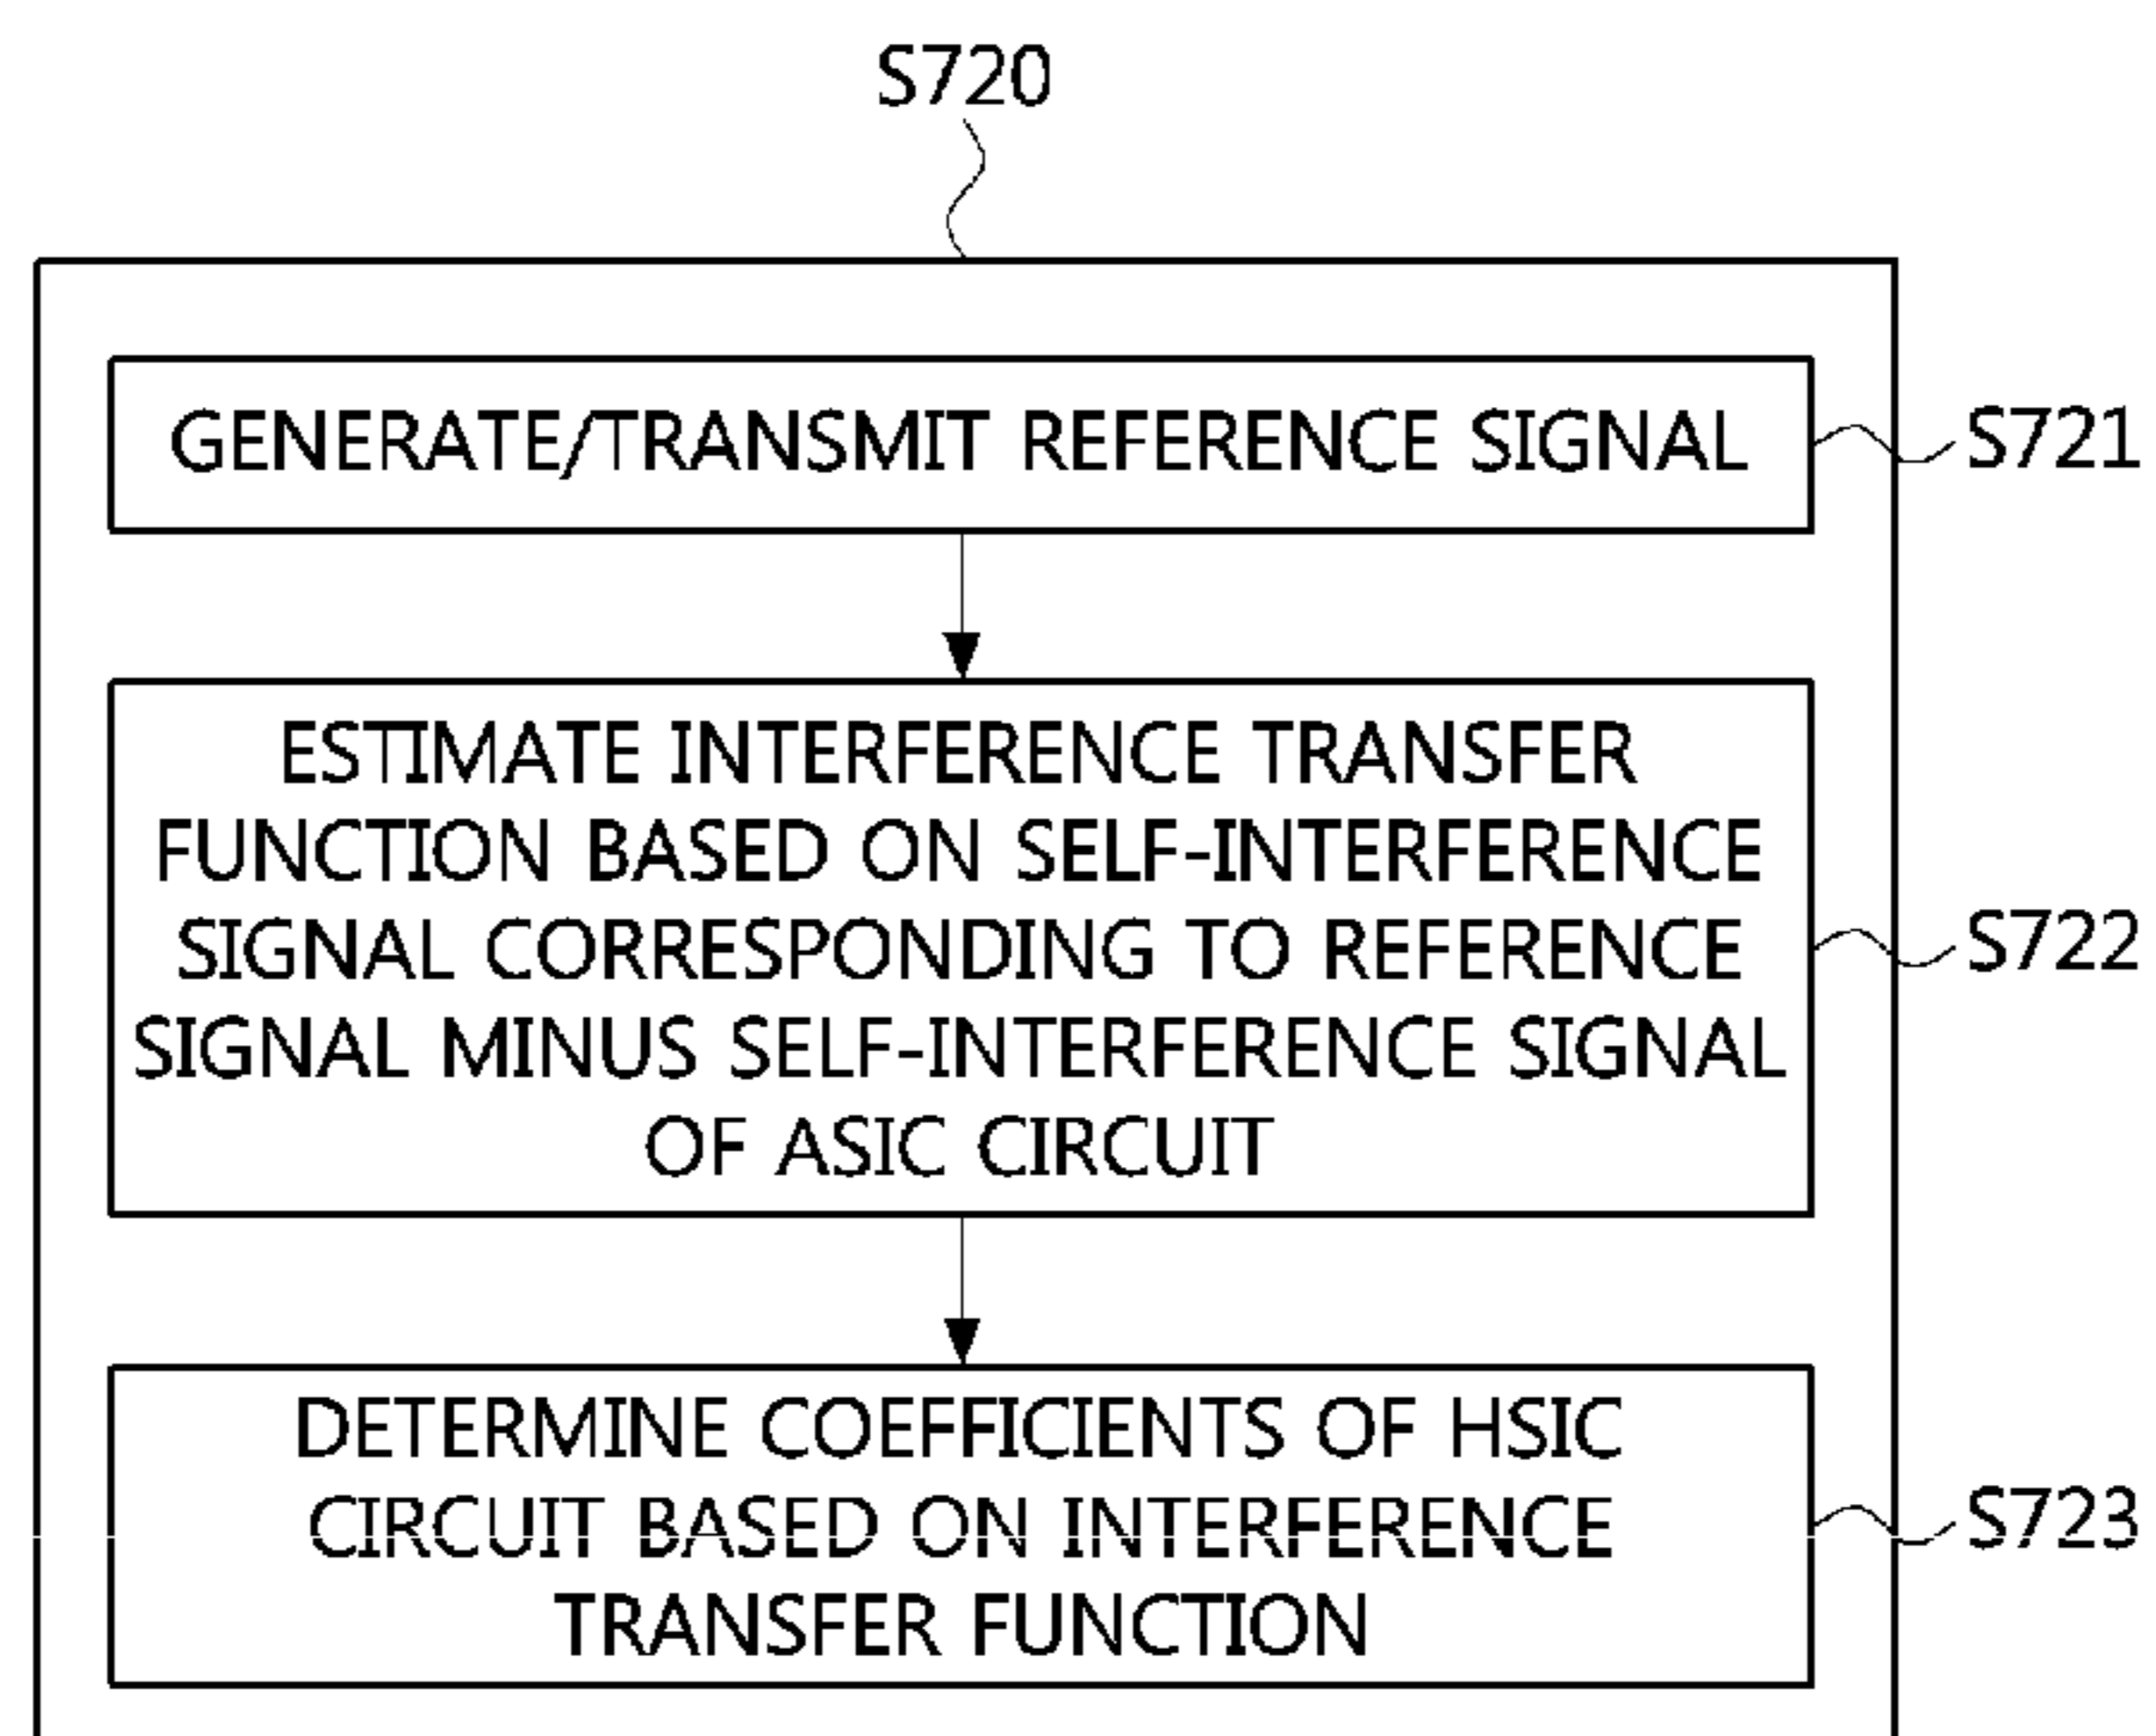 S720
GENERATE/TRANSMIT REFERENCE SIGNAL
S721
ESTIMATE INTERFERENCE TRANSFER
FUNCTION BASED ON SELF-INTERFERENCE
SIGNAL CORRESPONDING TO REFERENCE
SIGNAL MINUS SELF-INTERFERENCE SIGNAL
OF ASIC CIRCUIT
S722
DETERMINE COEFFICIENTS OF HSIC
CIRCUIT BASED ON INTERFERENCE
TRANSFER FUNCTION
S723